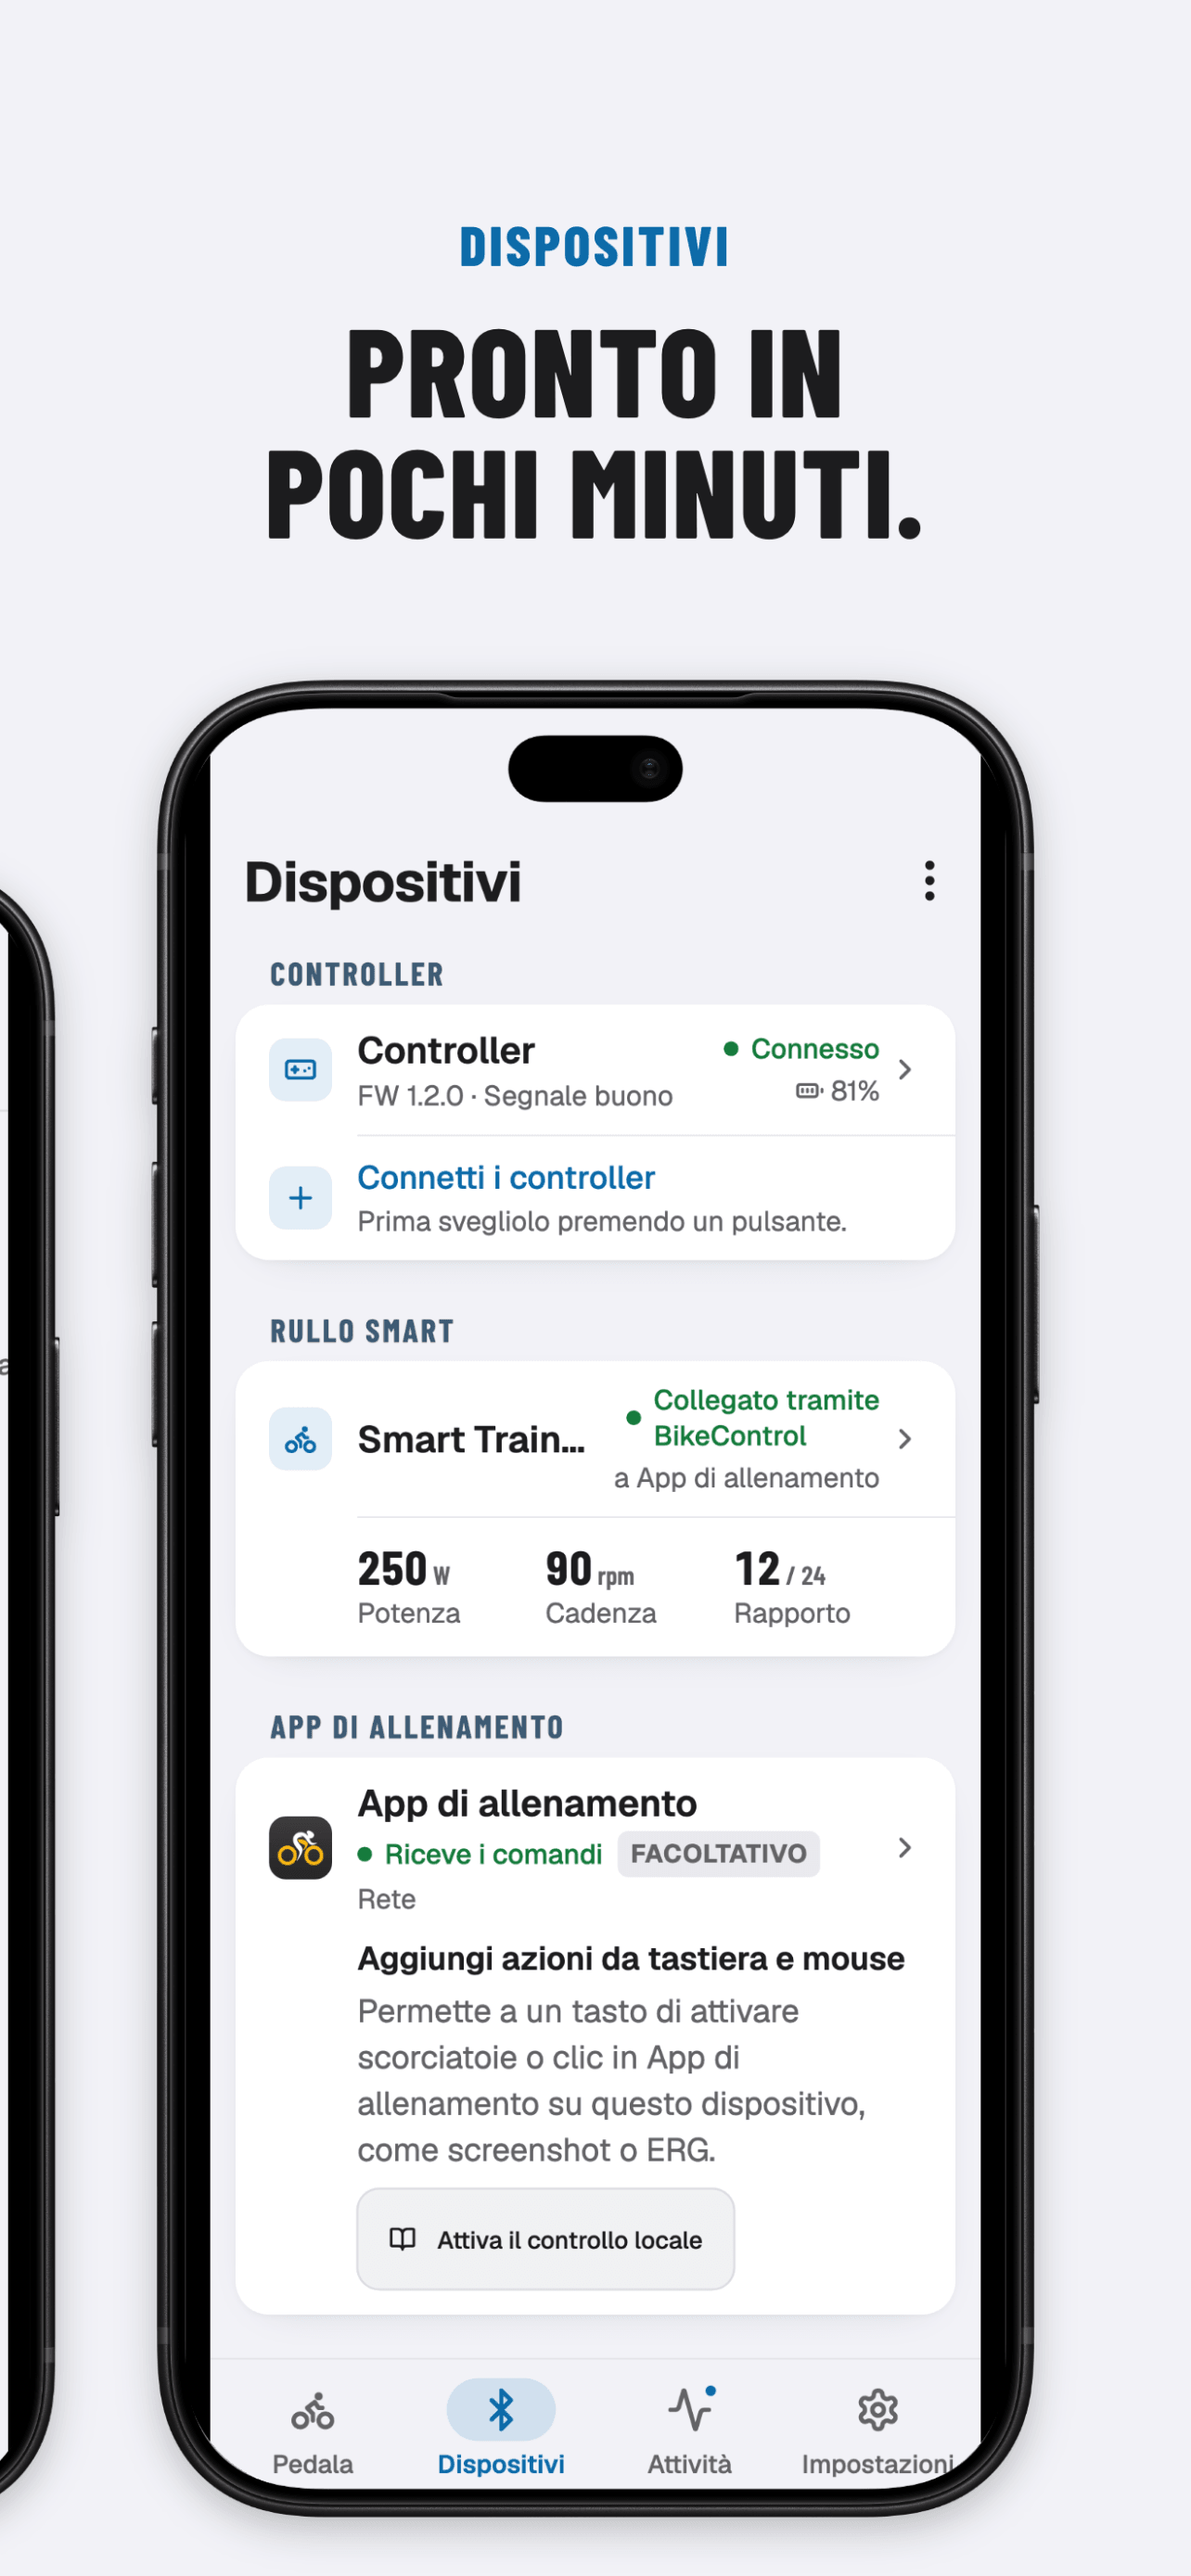 DISPOSITIVI
PRONTO IN
POCHI MINUTI.
Dispositivi
CONTROLLER
Controller
Connesso
FW 1.2.0 · Segnale buono
81%
Connetti i controller
Prima svegliolo premendo un pulsante.
RULLO SMART
Smart Train...
Collegato tramite
BikeControl
a App di allenamento
250 W
90 rpm
12 / 24
Potenza
Cadenza
Rapporto
APP DI ALLENAMENTO
App di allenamento
Riceve i comandi
FACOLTATIVO
Rete
Aggiungi azioni da tastiera e mouse
Permette a un tasto di attivare
scorciatoie o clic in App di
allenamento su questo dispositivo,
come screenshot o ERG.
Attiva il controllo locale
Pedala
Dispositivi
Attività
Impostazioni